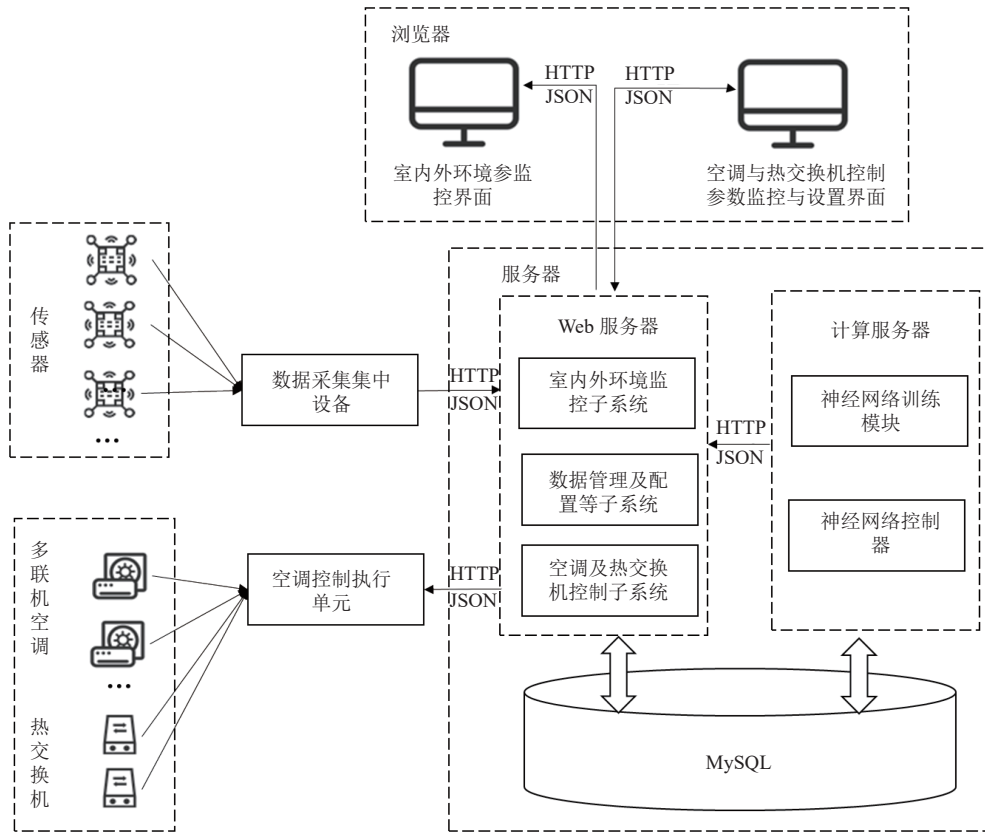 浏览器
HTTP
JSON
HTTP
JSON
室内外环境参监
控界面
空调与热交换机控制
参数监控与设置界面
传感器
...
数据采集集中
设备
HTTP
JSON
服务器
Web 服务器
室内外环境监
控子系统
数据管理及配
置等子系统
空调及热交换
机控制子系统
HTTP
JSON
计算服务器
神经网络训练
模块
神经网络控制
器
多联机空调
...
热交换机
空调控制执行
单元
HTTP
JSON
MySQL